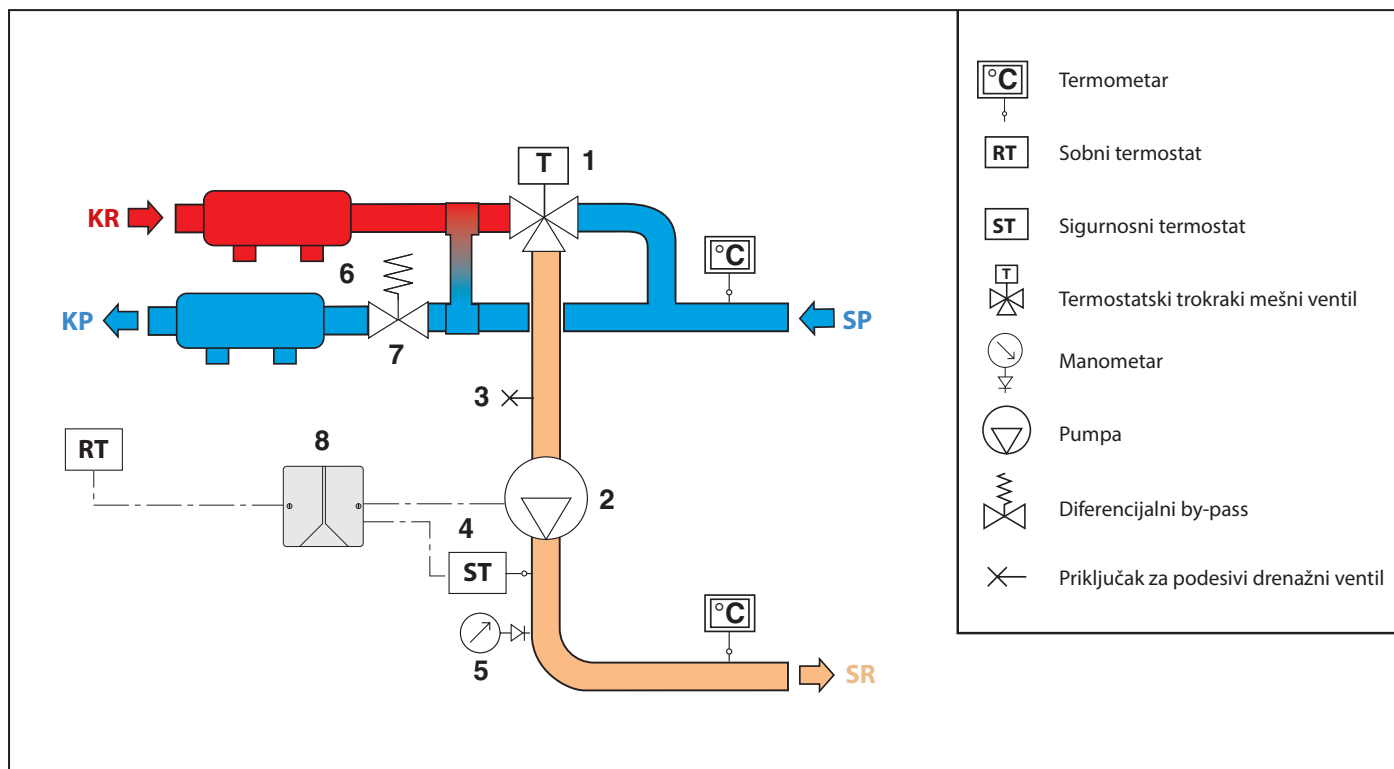 T 1
KR
6
°C
KP
SP
7
3
RT
8
2
4
ST
°C
5
SR
°C Termometar
RT Sobni termostat
ST Sigurnosni termostat
T Termostatski trokraki mešni ventil
Manometar
Pumpa
Diferencijalni by-pass
Priključak za podesivi drenažni ventil